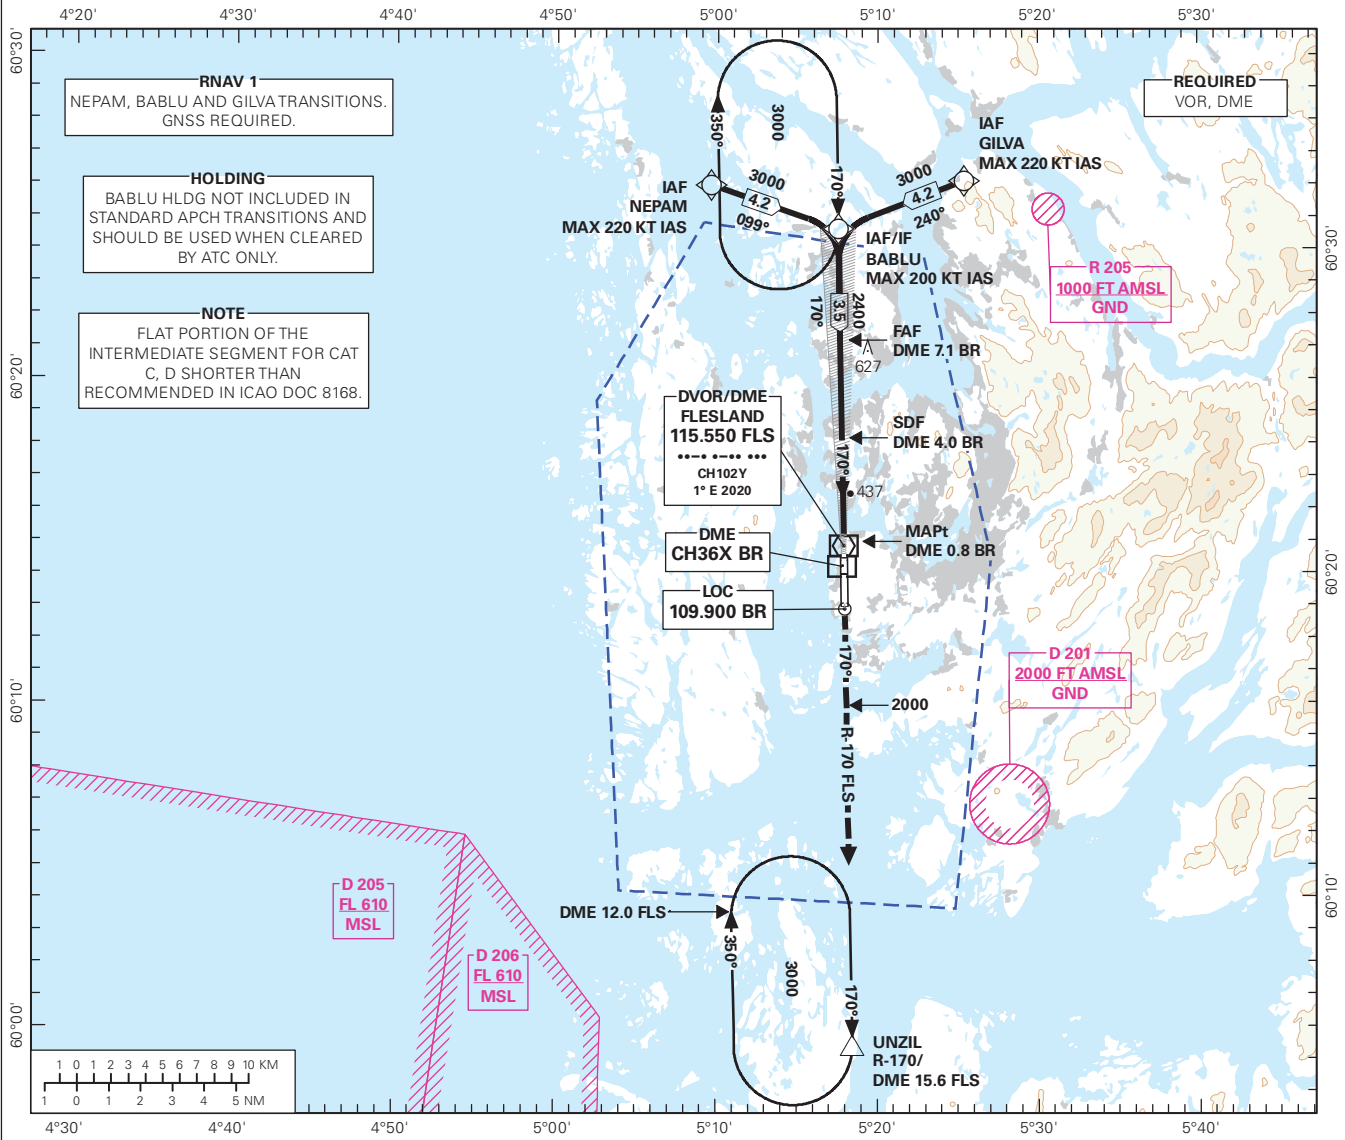 4°20'
4°30'
4°40'
4°50'
5°00'
5°10'
5°20'
5°30'
60°30'
60°20'
60°10'
60°00'
60°30'
60°20'
60°10'
RNAV 1
NEPAM, BABLU AND GILVA TRANSITIONS.
GNSS REQUIRED.
HOLDING
BABLU HLDG NOT INCLUDED IN
STANDARD APCH TRANSITIONS AND
SHOULD BE USED WHEN CLEARED
BY ATC ONLY.
NOTE
FLAT PORTION OF THE
INTERMEDIATE SEGMENT FOR CAT
C, D SHORTER THAN
RECOMMENDED IN ICAO DOC 8168.
REQUIRED
VOR, DME
350°
3000
170°
IAF
NEPAM
MAX 220 KT IAS
3000
4.2
099°
IAF
GILVA
MAX 220 KT IAS
3000
4.2
240°
IAF/IF
BABLU
MAX 200 KT IAS
R 205
1000 FT AMSL
GND
170°
3.5
2400
FAF
DME 7.1 BR
627
DVOR/DME
FLESLAND
115.550 FLS
CH102Y
1° E 2020
SDF
DME 4.0 BR
170°
437
DME
CH36X BR
MAPt
DME 0.8 BR
LOC
109.900 BR
170°
2000
R-170 FLS
D 201
2000 FT AMSL
GND
D 205
FL 610
MSL
D 206
FL 610
MSL
DME 12.0 FLS
350°
3000
170°
UNZIL
R-170/
DME 15.6 FLS
1 0 1 2 3 4 5 6 7 8 9 10 KM
1 0 1 2 3 4 5 NM
4°30'
4°40'
4°50'
5°00'
5°10'
5°20'
5°30'
5°40'